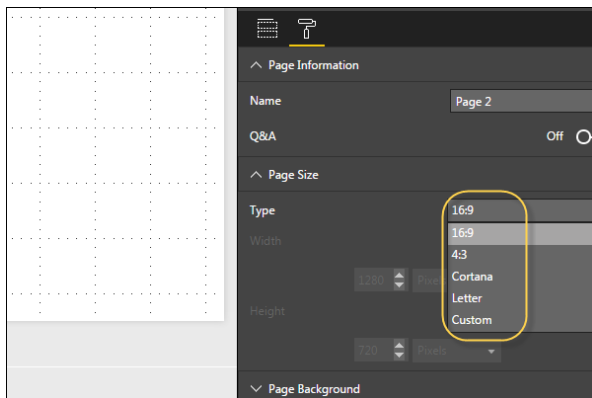 Page Information
Name Page 2
Q&A Off
Page Size
Type 16:9
Width 16:9
4:3
1280 Pixels Cortana
Height Letter
Custom
720 Pixels
Page Background